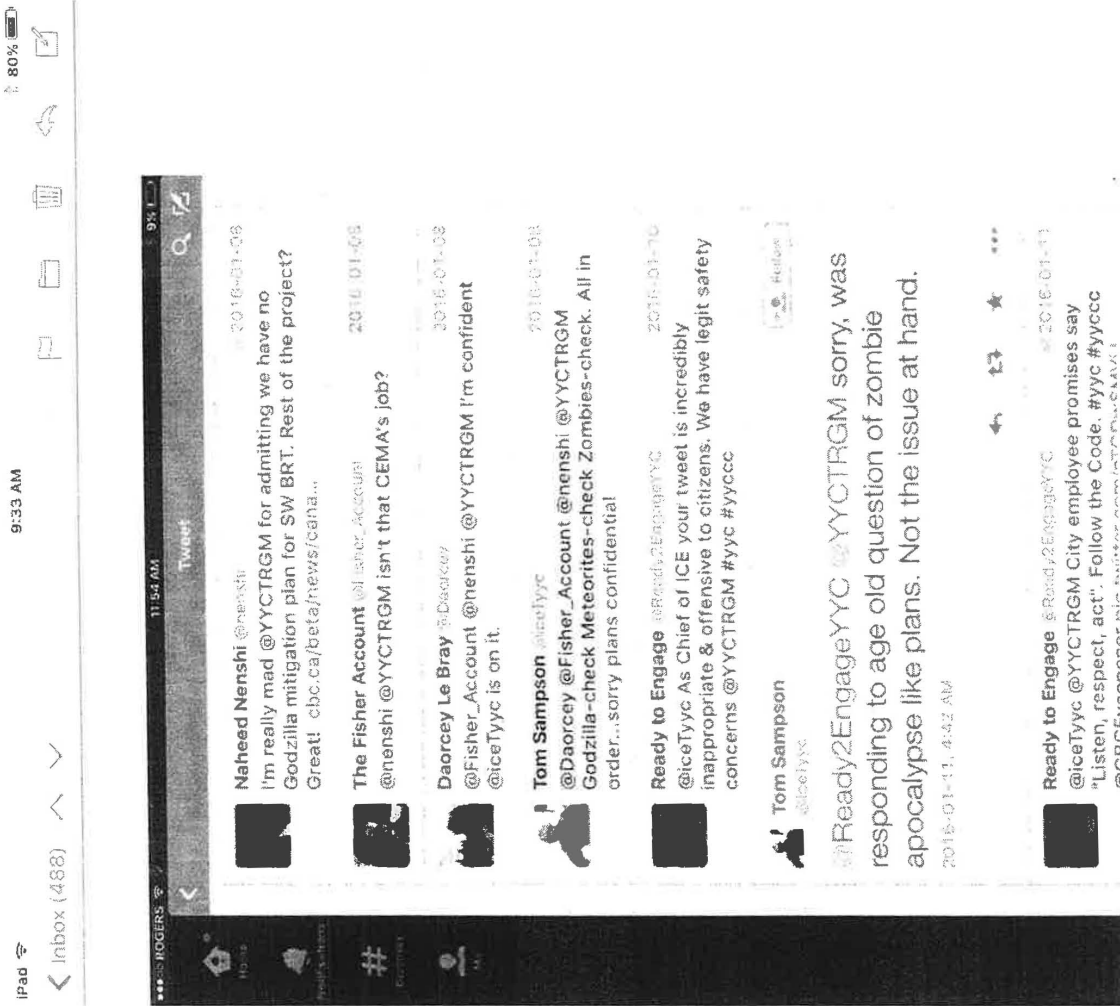 iPad
9:33 AM
80%
Inbox (488)
ROGERS
11:54 AM
9%
Tweet
Home
Notifications
Me
Naheed Nenshi @nenshi
2016-01-08
I'm really mad @YYCTRGM for admitting we have no
Godzilla mitigation plan for SW BRT. Rest of the project?
Great! cbc.ca/beta/news/cana...
The Fisher Account @Fisher_Account
2016-01-08
@nenshi @YYCTRGM isn't that CEMA's job?
Daorcey Le Bray @Daorcey
2016-01-08
@Fisher_Account @nenshi @YYCTRGM I'm confident
@iceTyyc is on it.
Tom Sampson @iceTyyc
2016-01-08
@Daorcey @Fisher_Account @nenshi @YYCTRGM
Godzilla-check Meteorites-check Zombies-check. All in
order...sorry plans confidential!
Ready to Engage @Ready2EngageYYC
2016-01-10
@iceTyyc As Chief of ICE your tweet is incredibly
inappropriate & offensive to citizens. We have legit safety
concerns @YYCTRGM #yyc #yyccc
Tom Sampson
@iceTyyc
Follow
@Ready2EngageYYC @YYCTRGM sorry, was
responding to age old question of zombie
apocalypse like plans. Not the issue at hand.
2016-01-11, 4:42 AM
Ready to Engage @Ready2EngageYYC
2016-01-11
@iceTyyc @YYCTRGM City employee promises say
"Listen, respect, act". Follow the Code. #yyc #yyccc